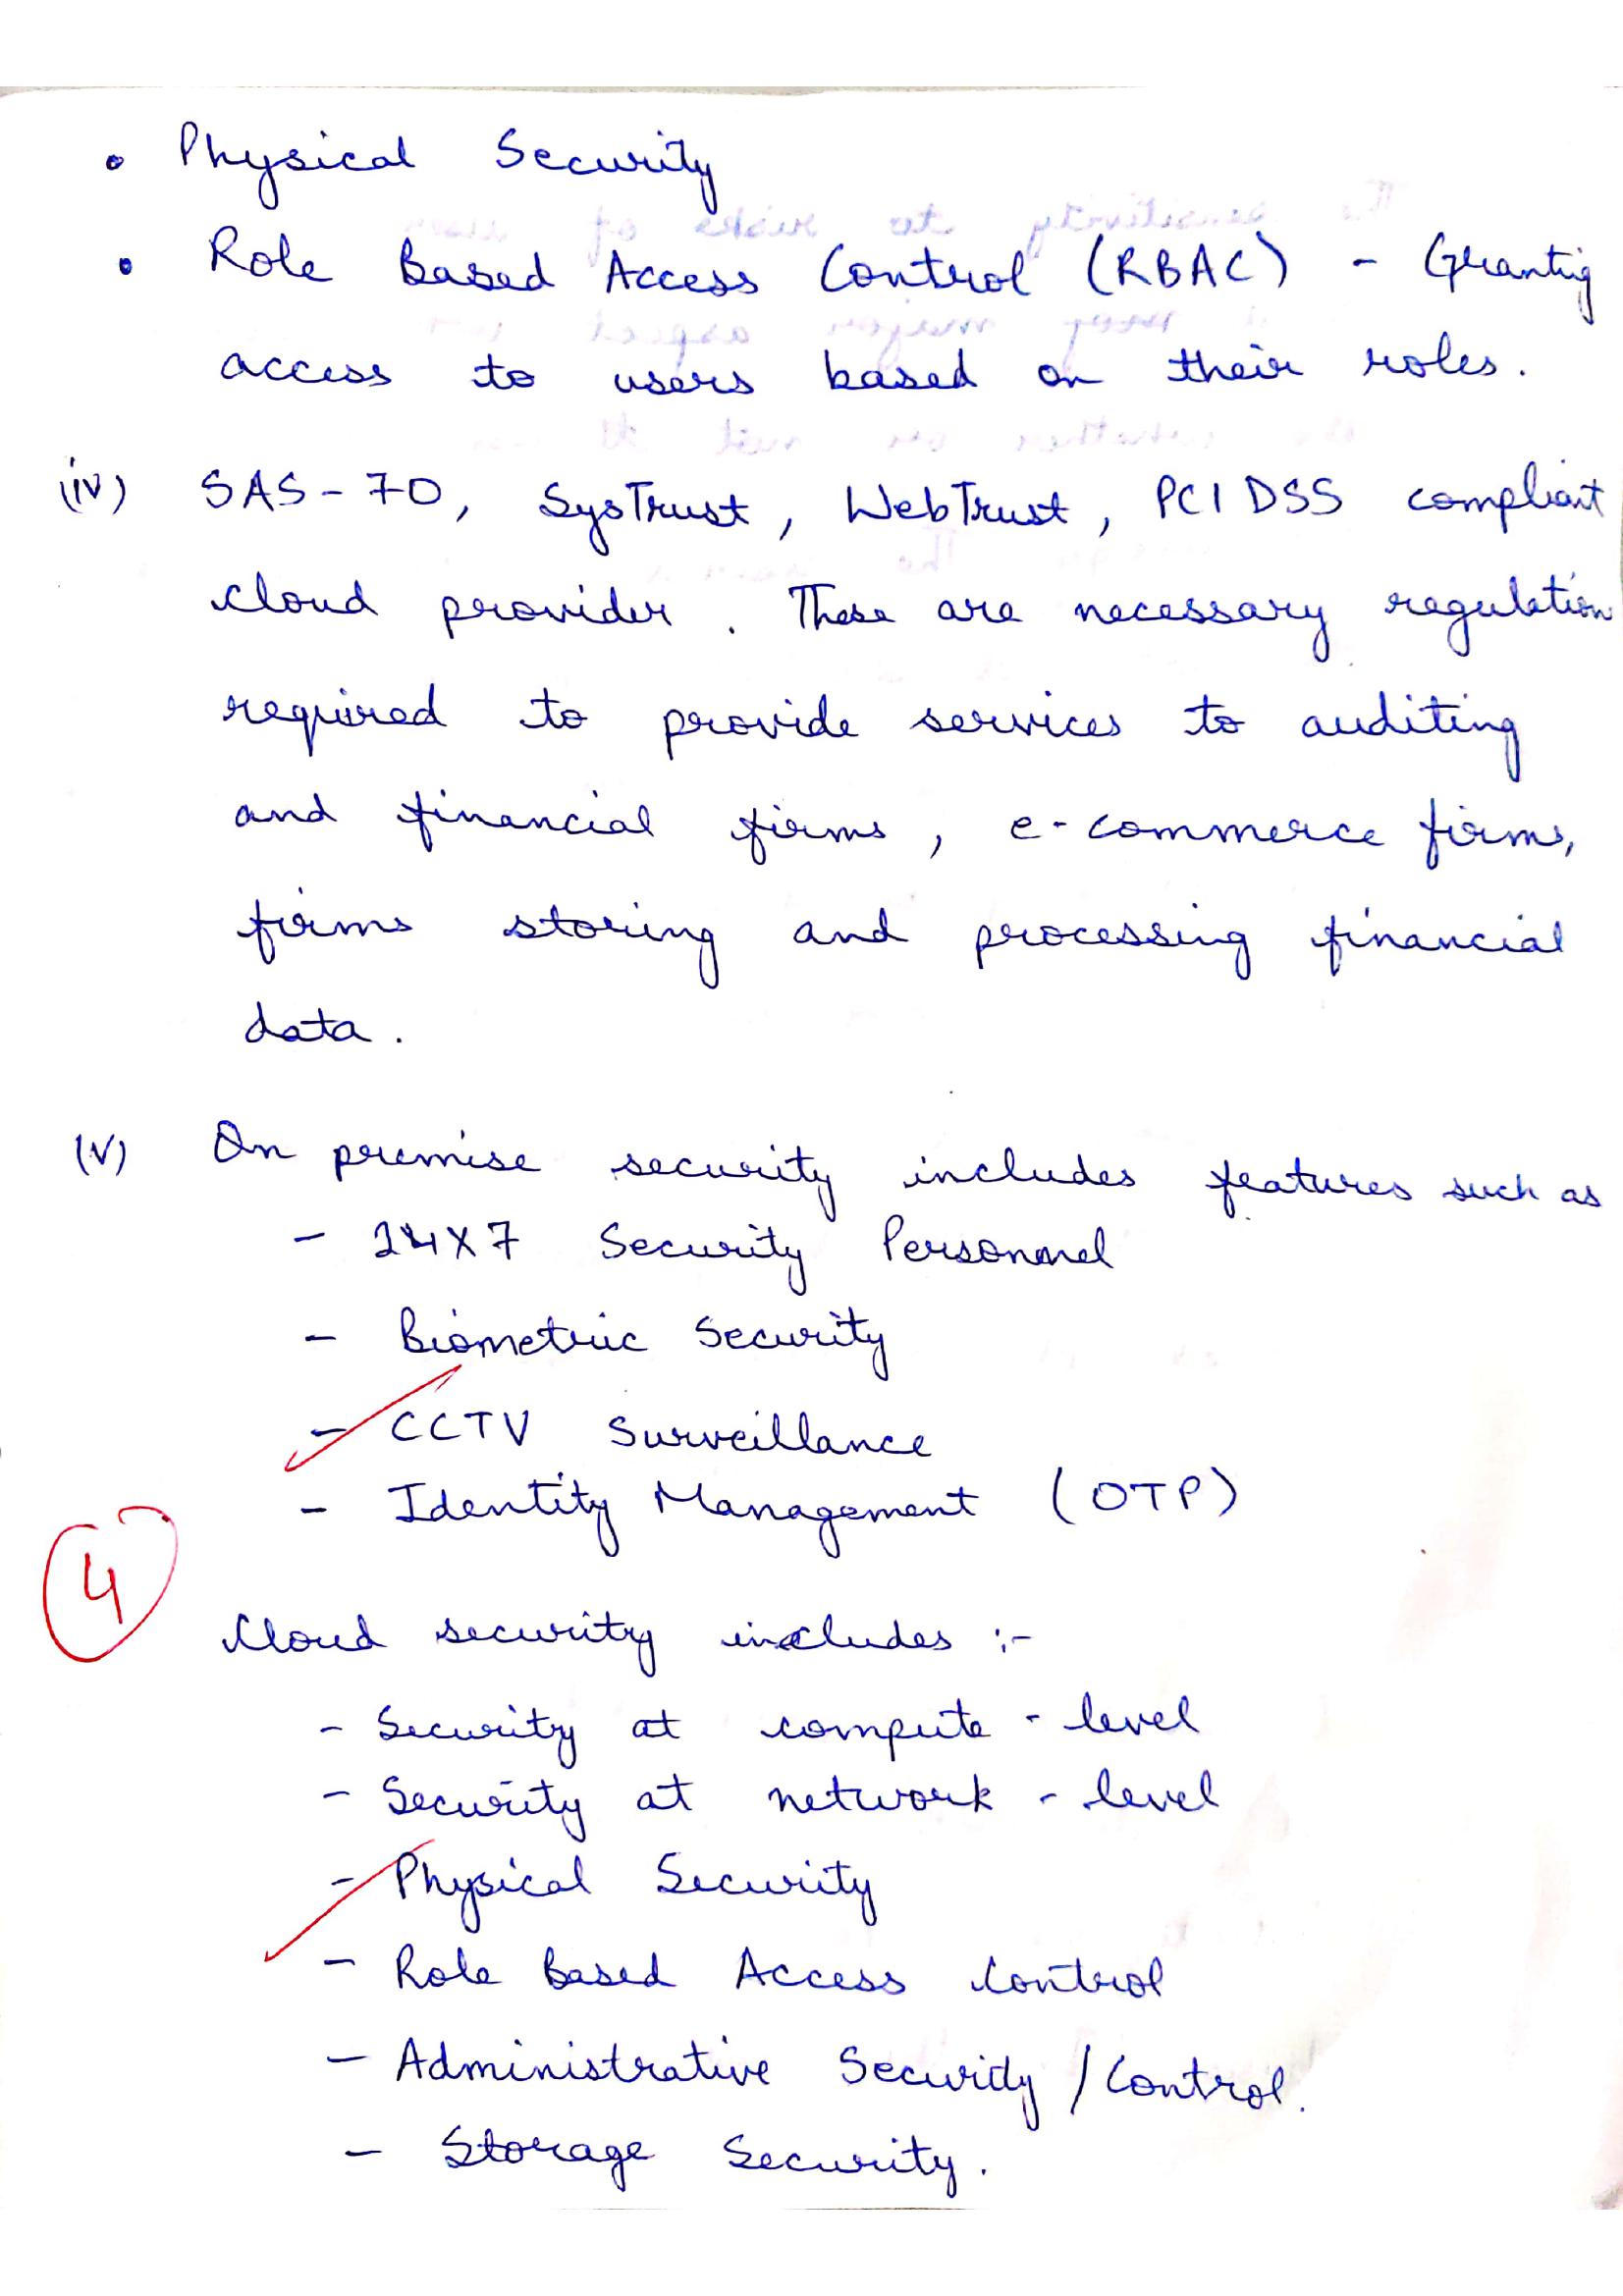 • Physical Security
• Role Based Access Control (RBAC) - Grantig
access to users based on their roles.
(iv) SAS-70, SysTrust, WebTrust, PCI DSS compliant
cloud provider. These are necessary regulation
required to provide services to auditing
and financial firms, e-commerce firms,
firms storing and processing financial
data.
(v) On premise security includes features such as
- 24X7 Security Personnel
- Biometric Security
- CCTV Surveillance
- Identity Management (OTP)
4
Cloud security includes :-
- Security at compute - level
- Security at network - level
- Physical Security
- Role Based Access Control
- Administrative Security / Control.
- Storage Security.